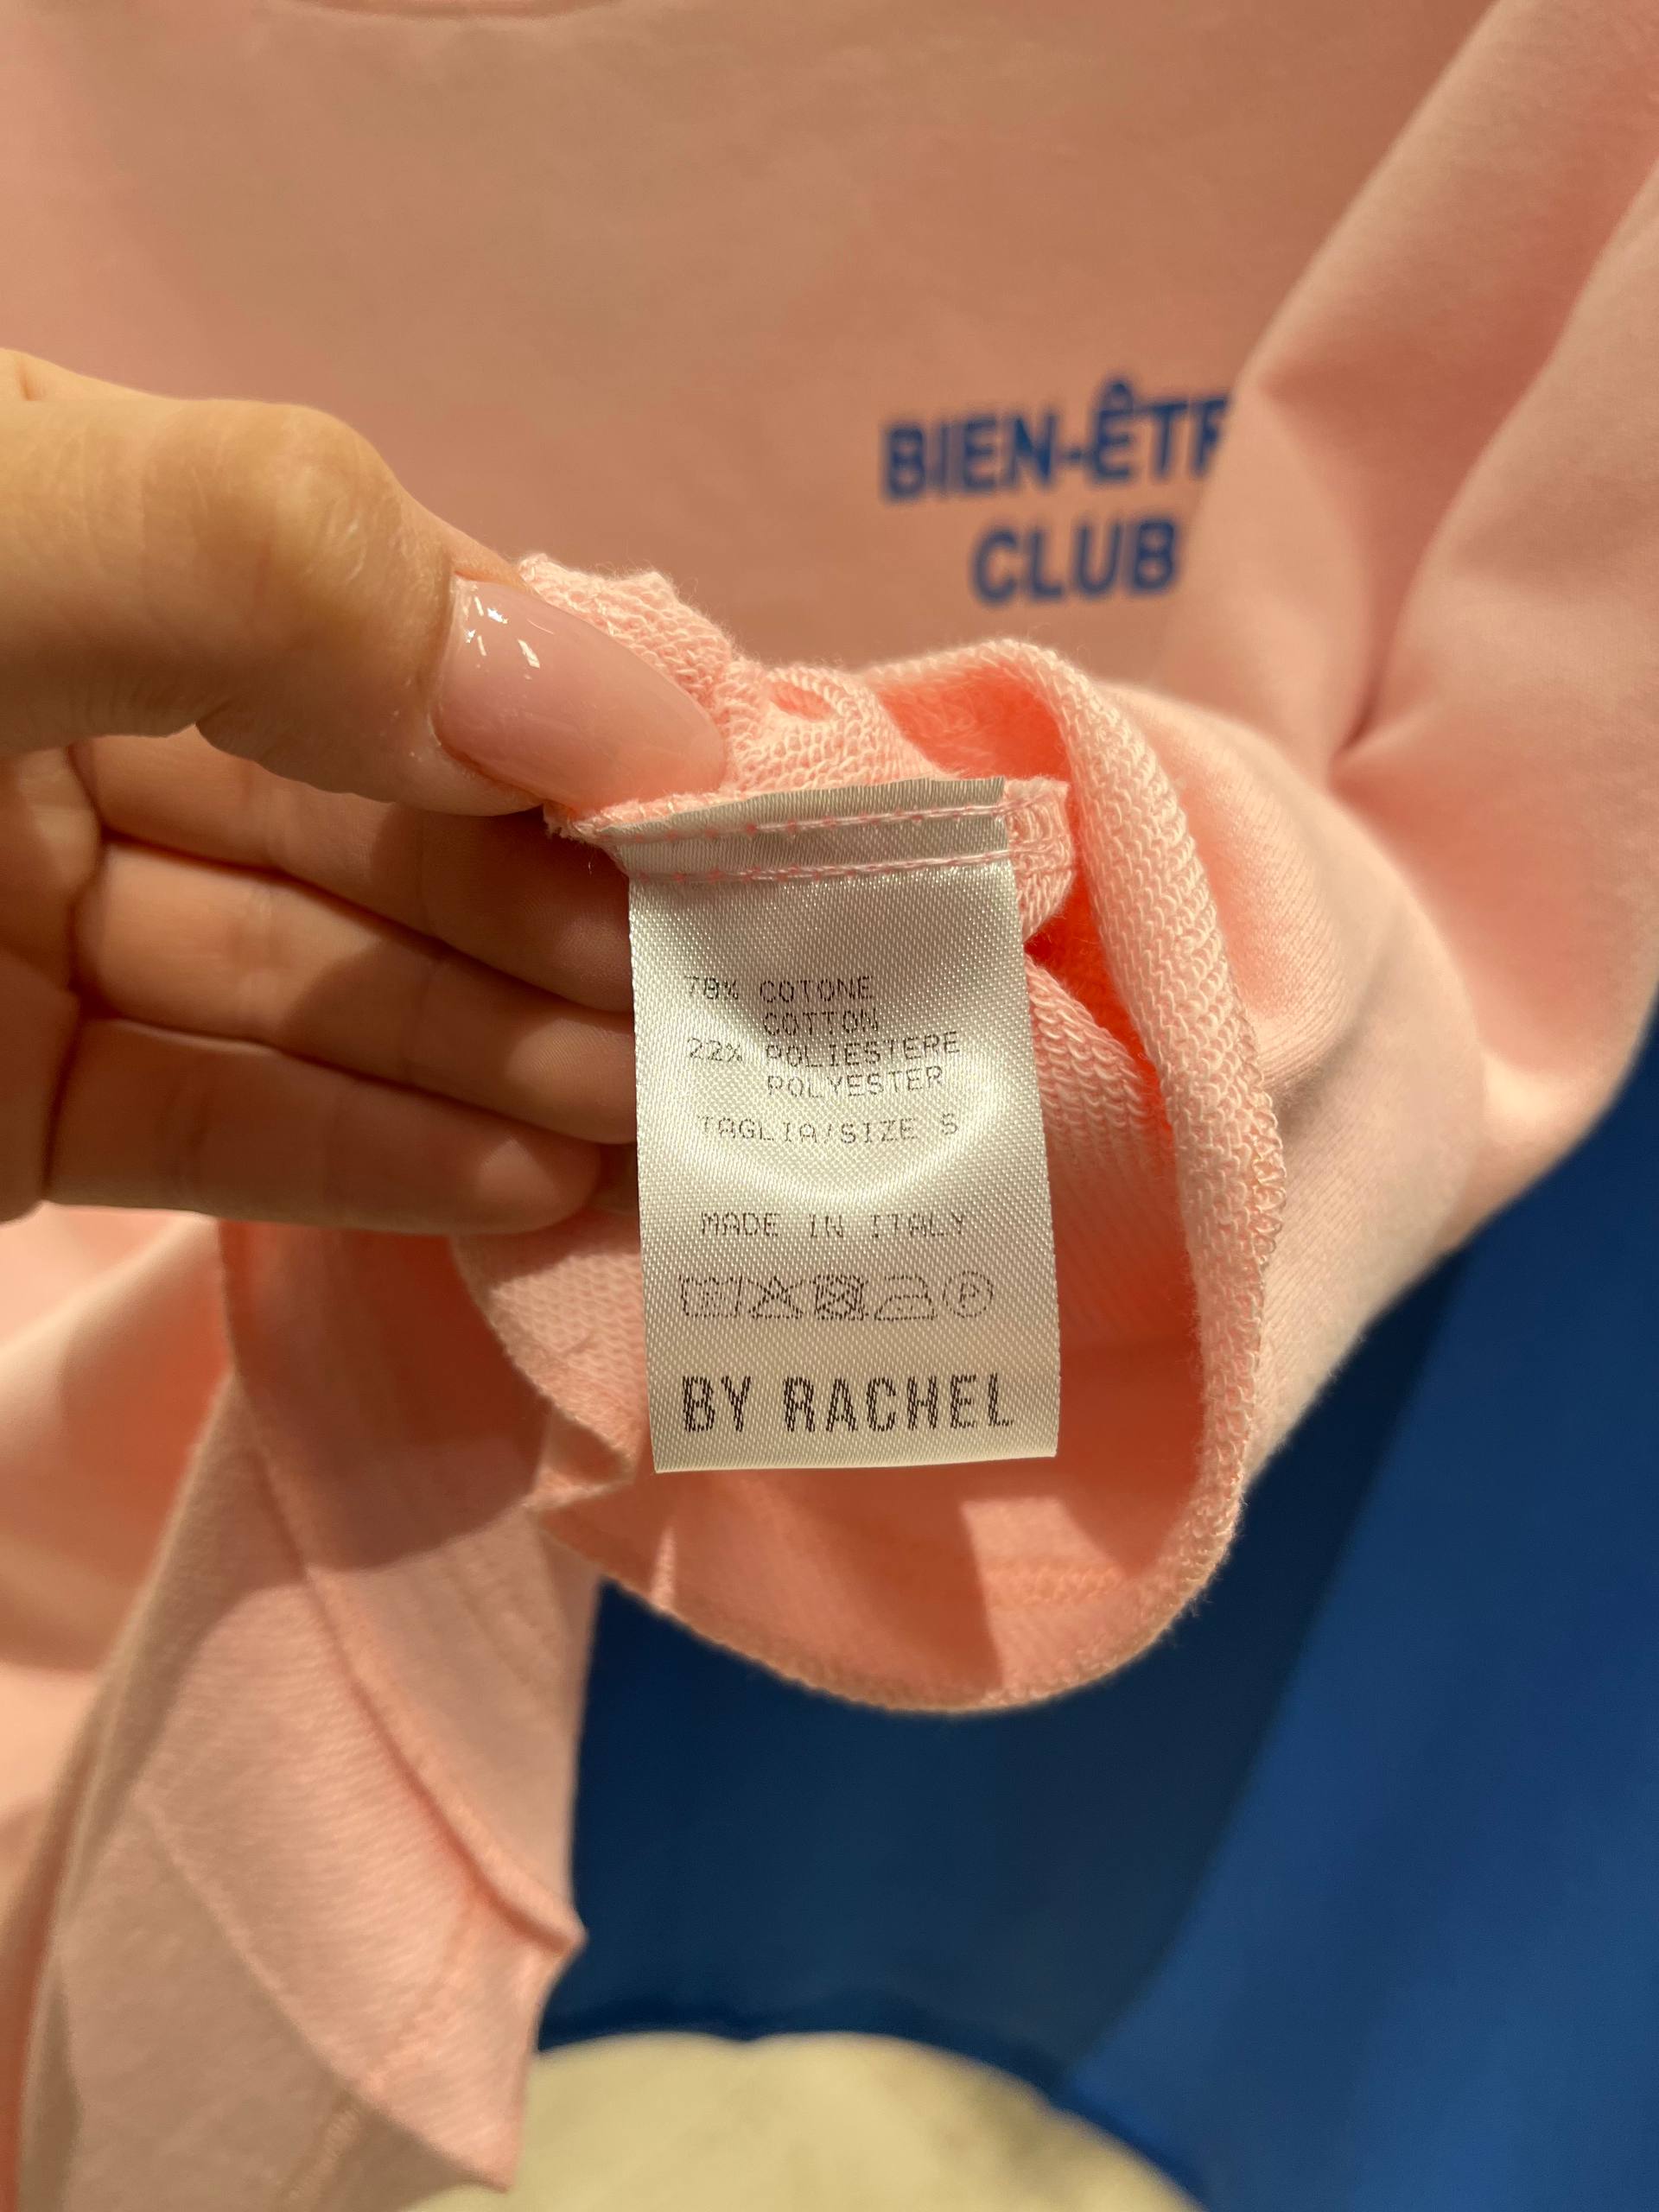 BIEN-ÊTR
CLUB
78% COTONE
COTTON
22% POLIESTERE
POLYESTER
TAGLIA/SIZE S
MADE IN ITALY
P
BY RACHEL